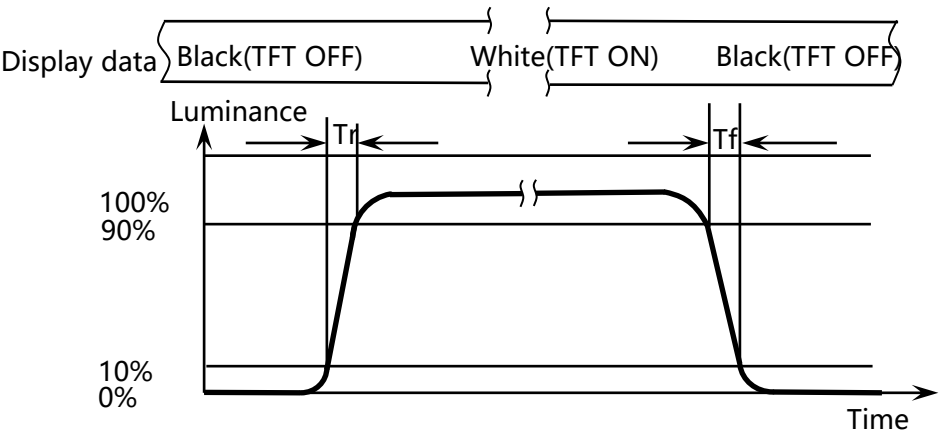 Display data Black(TFT OFF) White(TFT ON) Black(TFT OFF)
Luminance
Tr Tf
100%
90%
10%
0%
Time